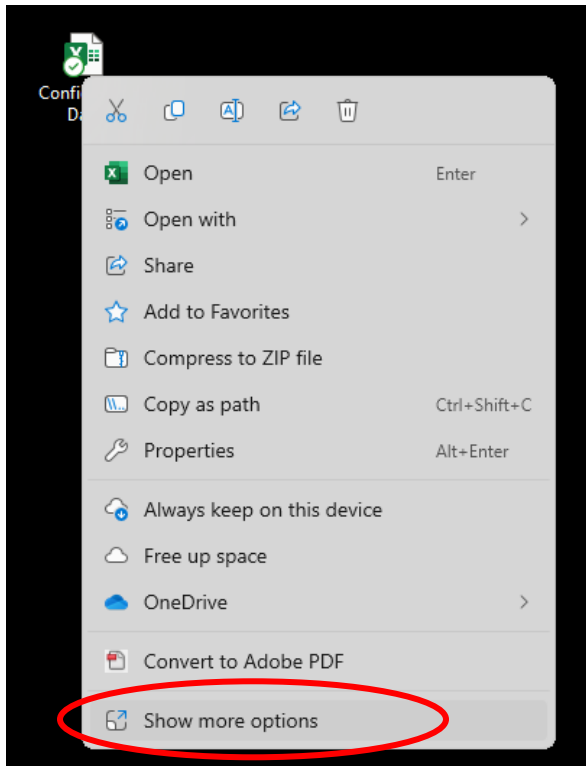 Confi
D
Open Enter
Open with
Share
Add to Favorites
Compress to ZIP file
Copy as path Ctrl+Shift+C
Properties Alt+Enter
Always keep on this device
Free up space
OneDrive
Convert to Adobe PDF
Show more options